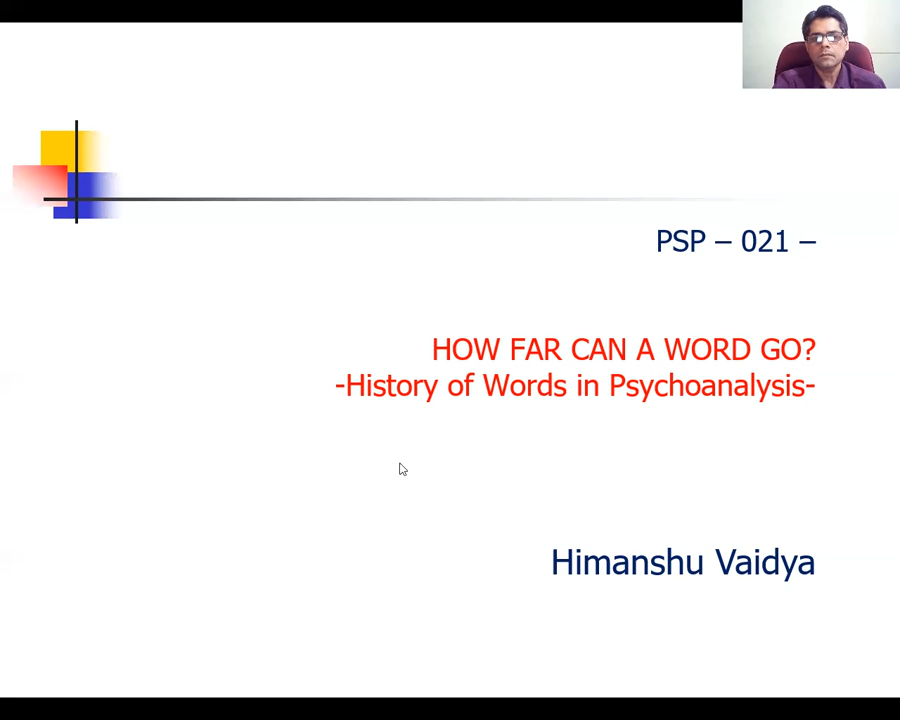 PSP – 021 –
HOW FAR CAN A WORD GO?
-History of Words in Psychoanalysis-
Himanshu Vaidya